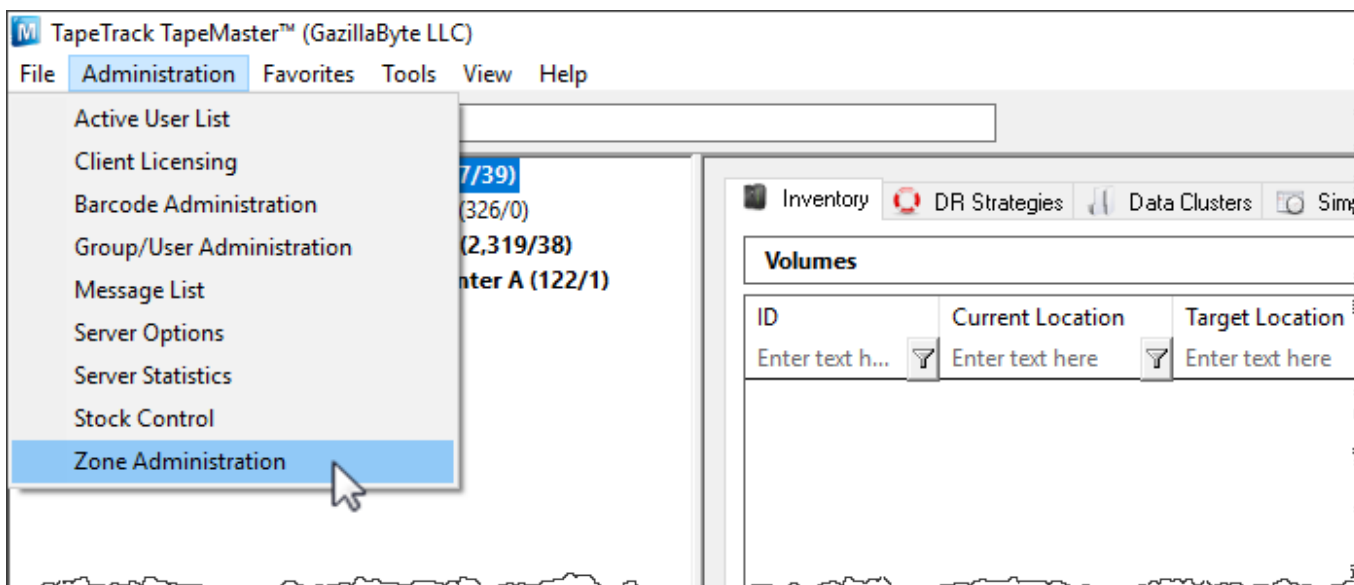 TapeTrack TapeMaster™ (GazillaByte LLC)
File Administration Favorites Tools View Help
Active User List
Client Licensing
Barcode Administration
Group/User Administration
Message List
Server Options
Server Statistics
Stock Control
Zone Administration
7/39)
(326/0)
(2,319/38)
nter A (122/1)
Inventory DR Strategies Data Clusters
Volumes
ID Current Location Target Location
Enter text h... Enter text here Enter text here